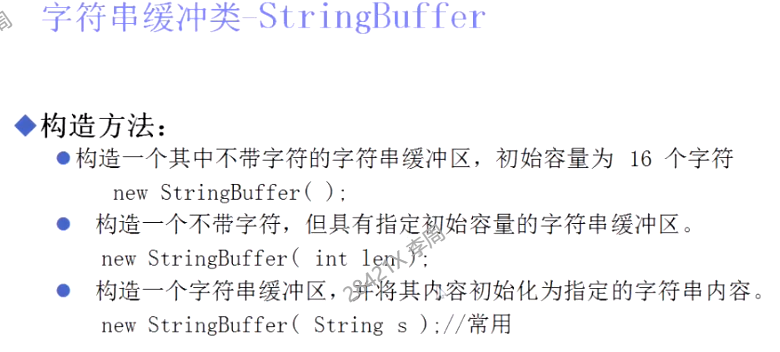 字符串缓冲类-StringBuffer
构造方法：
构造一个其中不带字符的字符串缓冲区，初始容量为 16 个字符
new StringBuffer( );
构造一个不带字符，但具有指定初始容量的字符串缓冲区。
new StringBuffer( int len );
构造一个字符串缓冲区，并将其内容初始化为指定的字符串内容。
new StringBuffer( String s );//常用